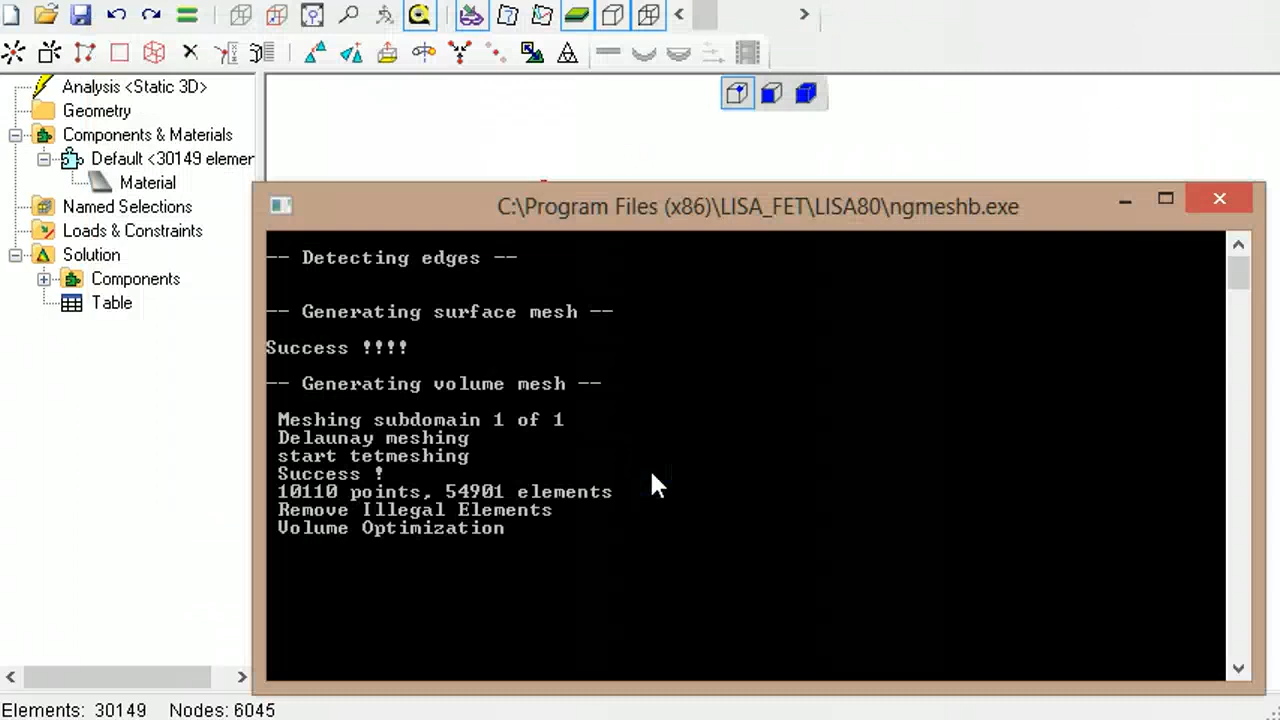 Analysis <Static 3D>
Geometry
Components & Materials
Default <30149 elemer
Material
Named Selections
Loads & Constraints
Solution
Components
Table
C:\Program Files (x86)\LISA_FET\LISA80\ngmeshb.exe
-- Detecting edges --
-- Generating surface mesh --
Success !!!!
-- Generating volume mesh --
Meshing subdomain 1 of 1
Delaunay meshing
start tetmeshing
Success !
10110 points, 54901 elements
Remove Illegal Elements
Volume Optimization
Elements: 30149 Nodes: 6045